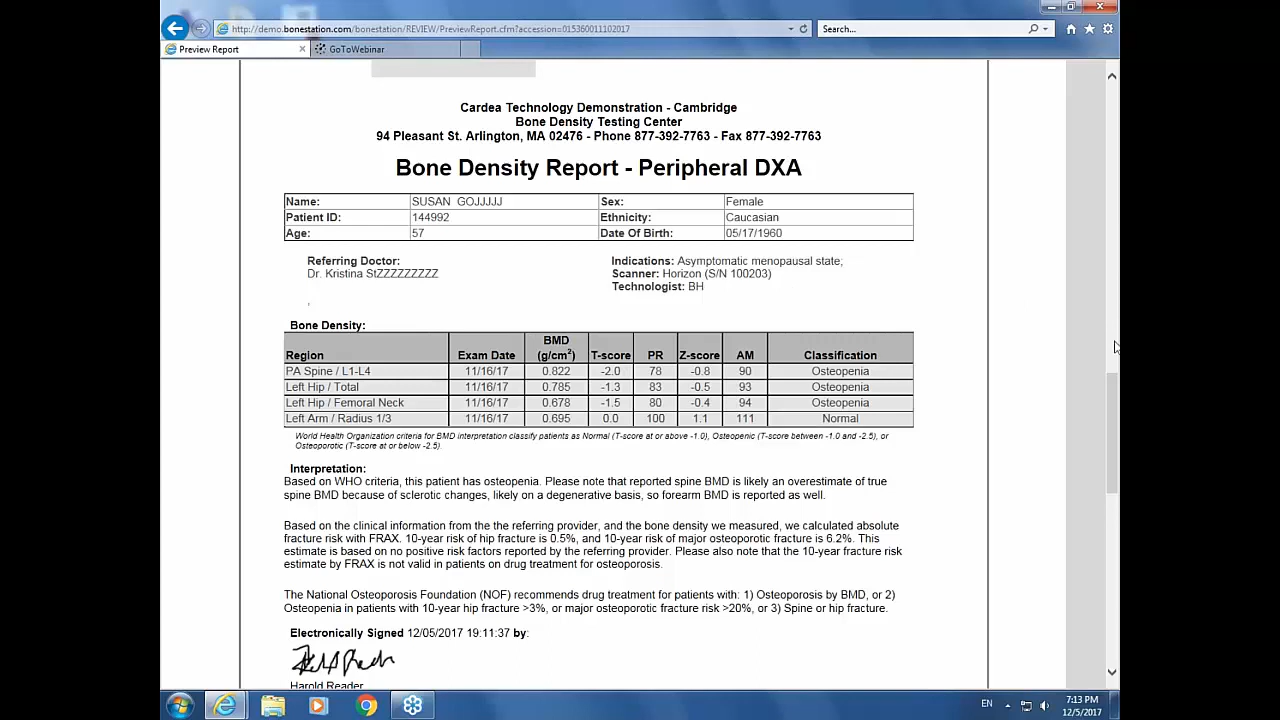 http://demo.bonestation.com/bonestation/REVIEW/PreviewReport.cfm?accession=015360011102017
Search...
Preview Report
GoToWebinar
Cardea Technology Demonstration - Cambridge
Bone Density Testing Center
94 Pleasant St. Arlington, MA 02476 - Phone 877-392-7763 - Fax 877-392-7763
Bone Density Report - Peripheral DXA
Name: SUSAN GOJJJJJ Sex: Female
Patient ID: 144992 Ethnicity: Caucasian
Age: 57 Date Of Birth: 05/17/1960
Referring Doctor:
Dr. Kristina StZZZZZZZZZ
,
Indications: Asymptomatic menopausal state;
Scanner: Horizon (S/N 100203)
Technologist: BH
Bone Density:
Region Exam Date BMD (g/cm²) T-score PR Z-score AM Classification
PA Spine / L1-L4 11/16/17 0.822 -2.0 78 -0.8 90 Osteopenia
Left Hip / Total 11/16/17 0.785 -1.3 83 -0.5 93 Osteopenia
Left Hip / Femoral Neck 11/16/17 0.678 -1.5 80 -0.4 94 Osteopenia
Left Arm / Radius 1/3 11/16/17 0.695 0.0 100 1.1 111 Normal
World Health Organization criteria for BMD interpretation classify patients as Normal (T-score at or above -1.0), Osteopenic (T-score between -1.0 and -2.5), or
Osteoporotic (T-score at or below -2.5).
Interpretation:
Based on WHO criteria, this patient has osteopenia. Please note that reported spine BMD is likely an overestimate of true
spine BMD because of sclerotic changes, likely on a degenerative basis, so forearm BMD is reported as well.
Based on the clinical information from the the referring provider, and the bone density we measured, we calculated absolute
fracture risk with FRAX. 10-year risk of hip fracture is 0.5%, and 10-year risk of major osteoporotic fracture is 6.2%. This
estimate is based on no positive risk factors reported by the referring provider. Please also note that the 10-year fracture risk
estimate by FRAX is not valid in patients on drug treatment for osteoporosis.
The National Osteoporosis Foundation (NOF) recommends drug treatment for patients with: 1) Osteoporosis by BMD, or 2)
Osteopenia in patients with 10-year hip fracture >3%, or major osteoporotic fracture risk >20%, or 3) Spine or hip fracture.
Electronically Signed 12/05/2017 19:11:37 by:
Harold Reader
EN
7:13 PM
12/5/2017